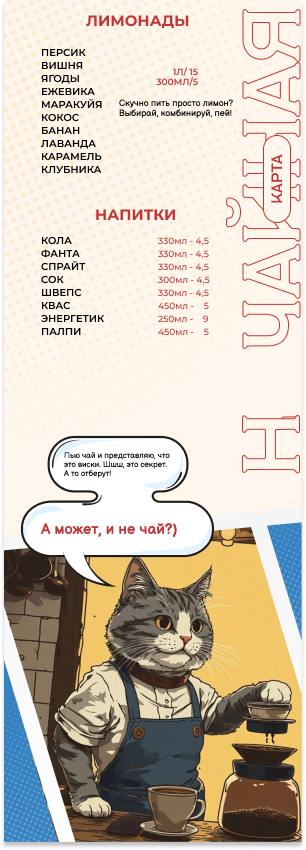 ЛИМОНАДЫ
ПЕРСИК
ВИШНЯ
ЯГОДЫ
ЕЖЕВИКА
МАРАКУЙЯ
КОКОС
БАНАН
ЛАВАНДА
КАРАМЕЛЬ
КЛУБНИКА
1Л/ 15
300МЛ/5
Скучно пить просто лимон?
Выбирай, комбинируй, пей!
НАПИТКИ
КОЛА 330мл - 4,5
ФАНТА 330мл - 4,5
СПРАЙТ 330мл - 4,5
СОК 300мл - 4,5
ШВЕПС 330мл - 4,5
КВАС 450мл - 5
ЭНЕРГЕТИК 250мл - 9
ПАЛПИ 450мл - 5
КАРТА
Пью чай и представляю, что
это виски. Шшш, это секрет.
А то отберут!
А может, и не чай?)